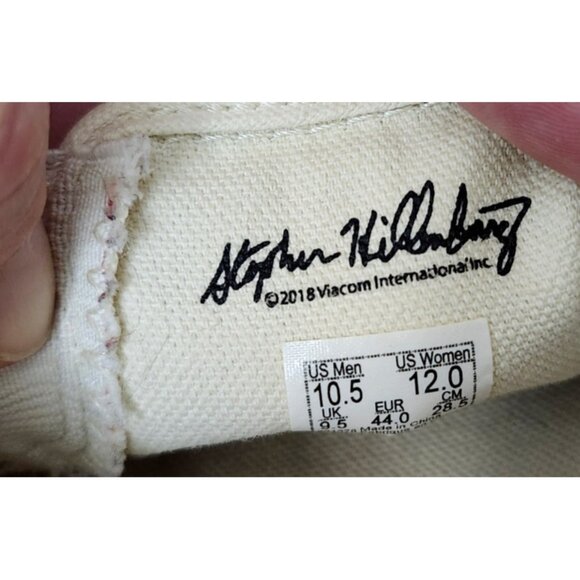 Stephen Hillenburg
©2018 Viacom International Inc.
US Men US Women
10.5 12.0
UK EUR CM
9.5 44.0 28.5
Made in China